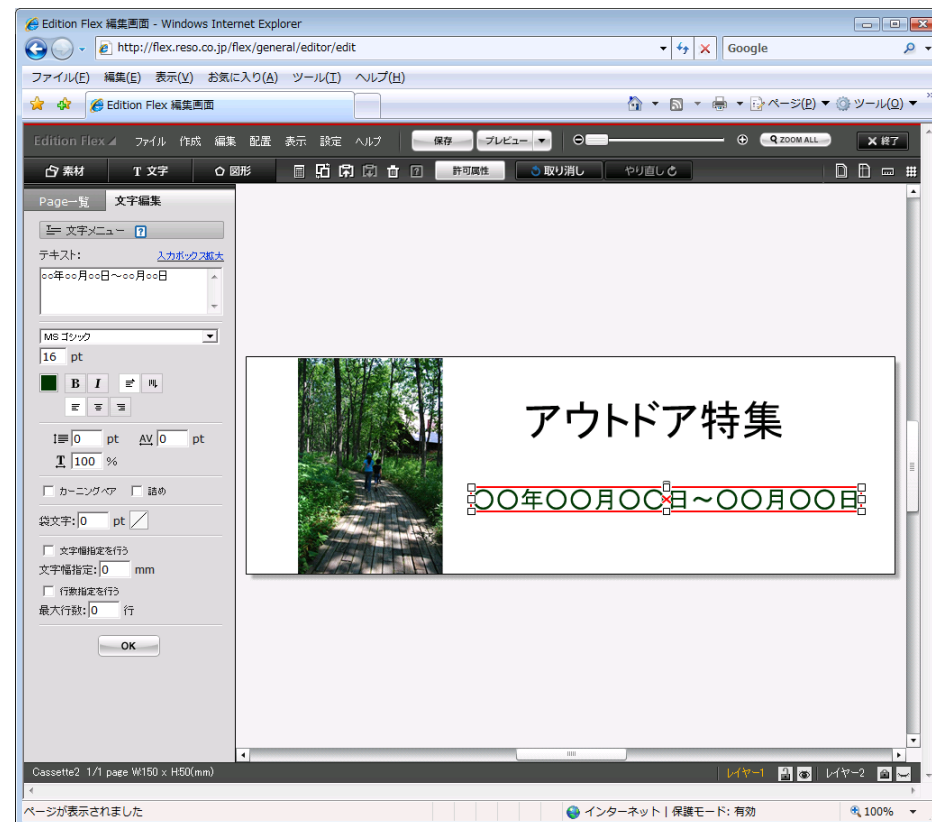 Edition Flex 編集画面 - Windows Internet Explorer
http://flex.reso.co.jp/flex/general/editor/edit
Google
ファイル(F) 編集(E) 表示(V) お気に入り(A) ツール(T) ヘルプ(H)
Edition Flex 編集画面
ページ(P) ツール(O)
Edition Flex ファイル 作成 編集 配置 表示 設定 ヘルプ 保存 プレビュー ZOOM ALL 終了
素材 T 文字 図形 許可属性 取り消し やり直し
Page一覧 文字編集
文字メニュー ?
テキスト: 入力ボックス拡大
○○年○○月○○日～○○月○○日
MS ゴシック
16 pt
B I
0 pt AV 0 pt
T 100 %
カーニングペア 詰め
袋文字: 0 pt
文字幅指定を行う
文字幅指定: 0 mm
行数指定を行う
最大行数: 0 行
OK
アウトドア特集
〇〇年〇〇月〇〇日～〇〇月〇〇日
Cassette2 1/1 page W:150 x H:50(mm)
レイヤー1 レイヤー2
ページが表示されました
インターネット | 保護モード: 有効
100%